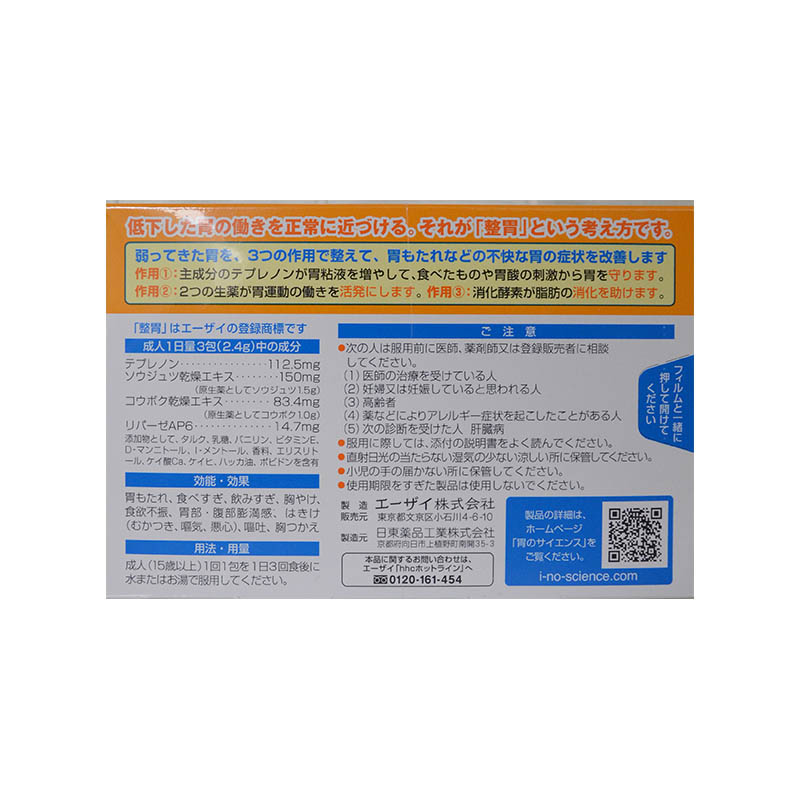 低下した胃の働きを正常に近づける。それが「整胃」という考え方です。
弱ってきた胃を、3つの作用で整えて、胃もたれなどの不快な胃の症状を改善します
作用①:主成分のテプレノンが胃粘液を増やして、食べたものや胃酸の刺激から胃を守ります。
作用②:2つの生薬が胃運動の働きを活発にします。作用③:消化酵素が脂肪の消化を助けます。
「整胃」はエーザイの登録商標です
成人1日量3包(2.4g)中の成分
テプレノン……………112.5mg
ソウジュツ乾燥エキス……150mg
(原生薬としてソウジュツ1.5g)
コウボク乾燥エキス………83.4mg
(原生薬としてコウボク1.0g)
リパーゼAP6……………14.7mg
添加物として、タルク、乳糖、バニリン、ビタミンE、
D-マンニトール、l-メントール、香料、エリスリト
ール、ケイ酸Ca、ケイヒ、ハッカ油、ポビドンを含有
効能・効果
胃もたれ、食べすぎ、飲みすぎ、胸やけ、
食欲不振、胃部・腹部膨満感、はきけ
(むかつき、嘔気、悪心)、嘔吐、胸つかえ
用法・用量
成人(15歳以上)1回1包を1日3回食後に
水またはお湯で服用してください。
ご注意
●次の人は服用前に医師、薬剤師又は登録販売者に相談
してください。
(1)医師の治療を受けている人
(2)妊婦又は妊娠していると思われる人
(3)高齢者
(4)薬などによりアレルギー症状を起こしたことがある人
(5)次の診断を受けた人 肝臓病
●服用に際しては、添付の説明書をよく読んでください。
●直射日光の当たらない湿気の少ない涼しい所に保管してください。
●小児の手の届かない所に保管してください。
●使用期限をすぎた製品は使用しないでください。
製造販売元 エーザイ株式会社
東京都文京区小石川4-6-10
製造元 日東薬品工業株式会社
京都府向日市上植野町南開35-3
本品に関するお問い合わせは、
エーザイ「hhcホットライン」へ
0120-161-454
製品の詳細は、
ホームページ
「胃のサイエンス」を
ご覧ください。
i-no-science.com
フィルムと一緒に
押して開けて
ください